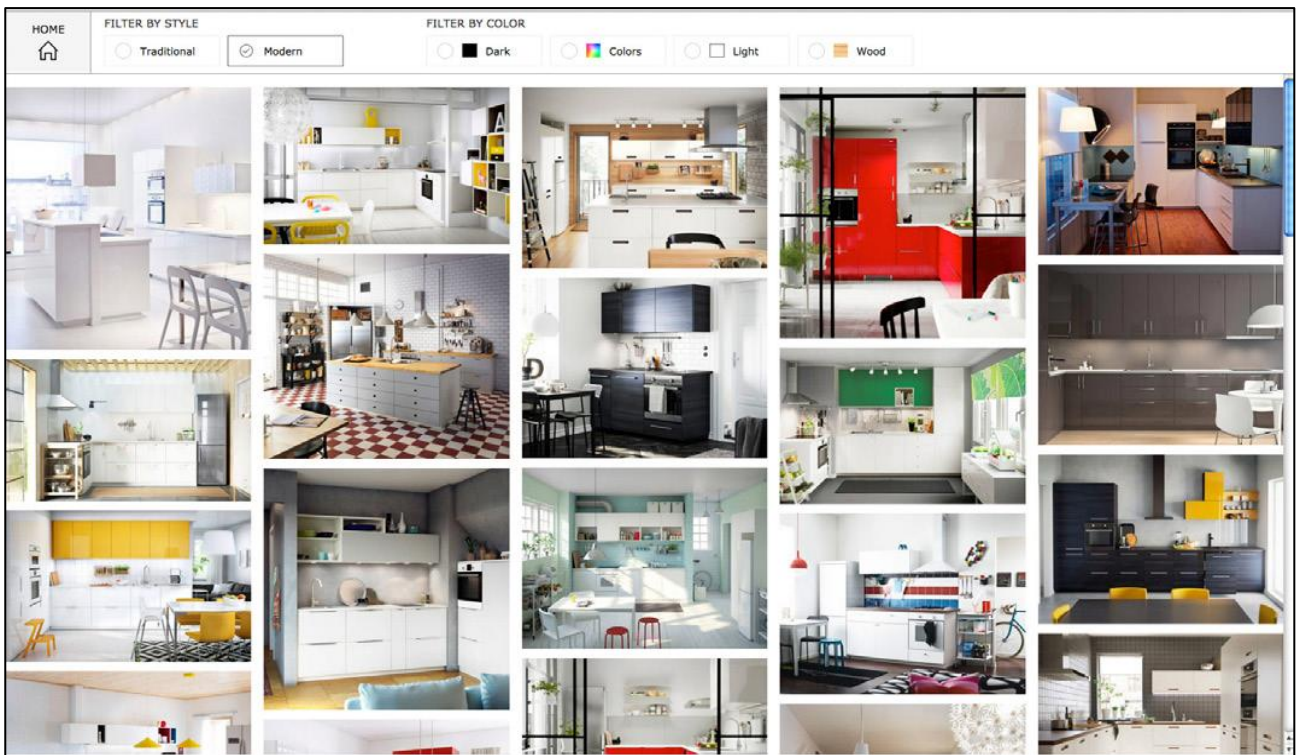 HOME
FILTER BY STYLE
Traditional
Modern
FILTER BY COLOR
Dark
Colors
Light
Wood